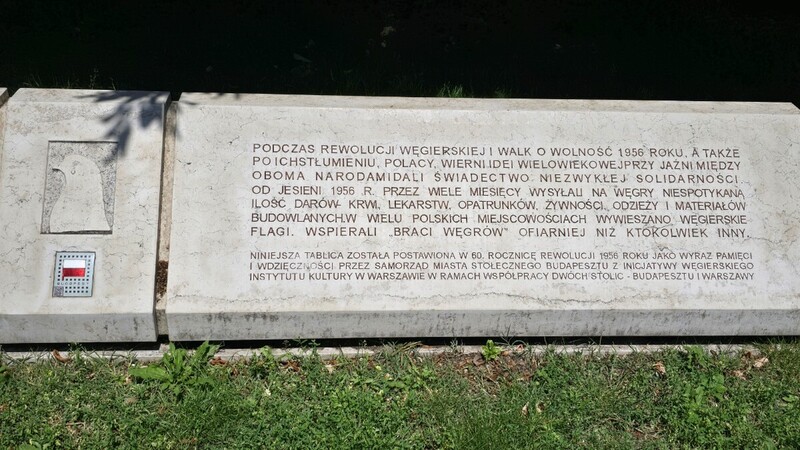 PODCZAS REWOLUCJI WĘGIERSKIEJ I WALK O WOLNOŚĆ 1956 ROKU, A TAKŻE
PO ICH STŁUMIENIU, POLACY, WIERNI IDEI WIELOWIEKOWEJ PRZYJAŹNI MIĘDZY
OBOMA NARODAMI DALI ŚWIADECTWO NIEZWYKŁEJ SOLIDARNOŚCI.
OD JESIENI 1956 R. PRZEZ WIELE MIESIĘCY WYSYŁALI NA WĘGRY NIESPOTYKANĄ
ILOŚĆ DARÓW- KRWI, LEKARSTW, OPATRUNKÓW, ŻYWNOŚCI, ODZIEŻY I MATERIAŁÓW
BUDOWLANYCH. W WIELU POLSKICH MIEJSCOWOŚCIACH WYWIESZANO WĘGIERSKIE
FLAGI. WSPIERALI „BRACI WĘGRÓW" OFIARNIEJ NIŻ KTOKOLWIEK INNY.
NINIEJSZA TABLICA ZOSTAŁA POSTAWIONA W 60. ROCZNICĘ REWOLUCJI 1956 ROKU JAKO WYRAZ PAMIĘCI
I WDZIĘCZNOŚCI PRZEZ SAMORZĄD MIASTA STOŁECZNEGO BUDAPESZTU Z INICJATYWY WĘGIERSKIEGO
INSTYTUTU KULTURY W WARSZAWIE W RAMACH WSPÓŁPRACY DWÓCH STOLIC - BUDAPESZTU I WARSZAWY